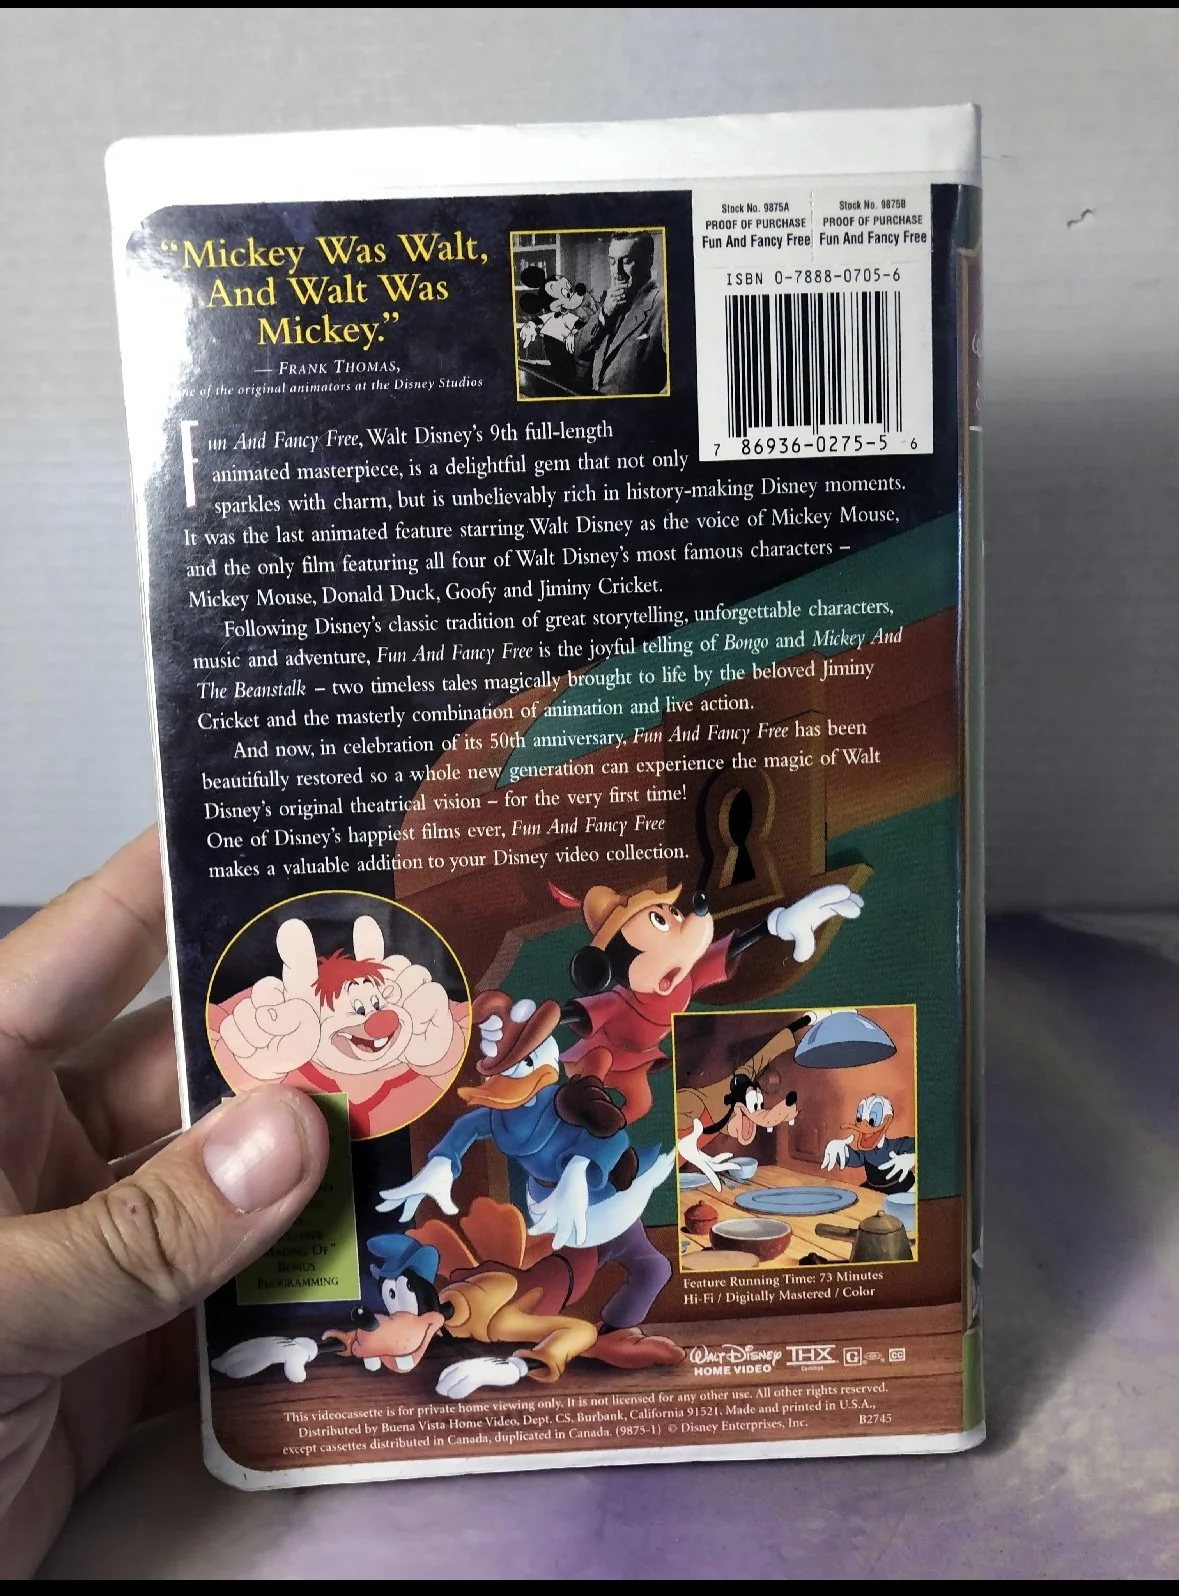 "Mickey Was Walt,
And Walt Was
Mickey."
— FRANK THOMAS,
of the original animators at the Disney Studios
Stock No. 9875A
PROOF OF PURCHASE
Fun And Fancy Free
Stock No. 9875B
PROOF OF PURCHASE
Fun And Fancy Free
ISBN 0-7888-0705-6
7 86936-0275-5 6
Fun And Fancy Free, Walt Disney's 9th full-length
animated masterpiece, is a delightful gem that not only
sparkles with charm, but is unbelievably rich in history-making Disney moments.
It was the last animated feature starring Walt Disney as the voice of Mickey Mouse,
and the only film featuring all four of Walt Disney's most famous characters –
Mickey Mouse, Donald Duck, Goofy and Jiminy Cricket.
Following Disney's classic tradition of great storytelling, unforgettable characters,
music and adventure, Fun And Fancy Free is the joyful telling of Bongo and Mickey And
The Beanstalk – two timeless tales magically brought to life by the beloved Jiminy
Cricket and the masterly combination of animation and live action.
And now, in celebration of its 50th anniversary, Fun And Fancy Free has been
beautifully restored so a whole new generation can experience the magic of Walt
Disney's original theatrical vision – for the very first time!
One of Disney's happiest films ever, Fun And Fancy Free
makes a valuable addition to your Disney video collection.
MAKING OF"
BONUS
PROGRAMMING
Feature Running Time: 73 Minutes
Hi-Fi / Digitally Mastered / Color
WALT DISNEY
HOME VIDEO
THX
Certified
G
CC
This videocassette is for private home viewing only. It is not licensed for any other use. All other rights reserved.
Distributed by Buena Vista Home Video, Dept. CS, Burbank, California 91521. Made and printed in U.S.A.,
except cassettes distributed in Canada, duplicated in Canada. (9875-1) © Disney Enterprises, Inc.
B2745